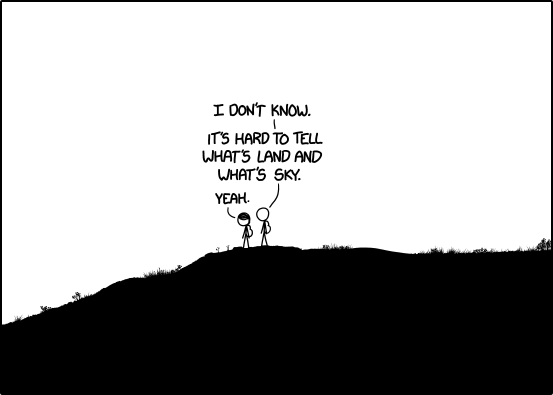 I DON'T KNOW.
IT'S HARD TO TELL
WHAT'S LAND AND
WHAT'S SKY.
YEAH.